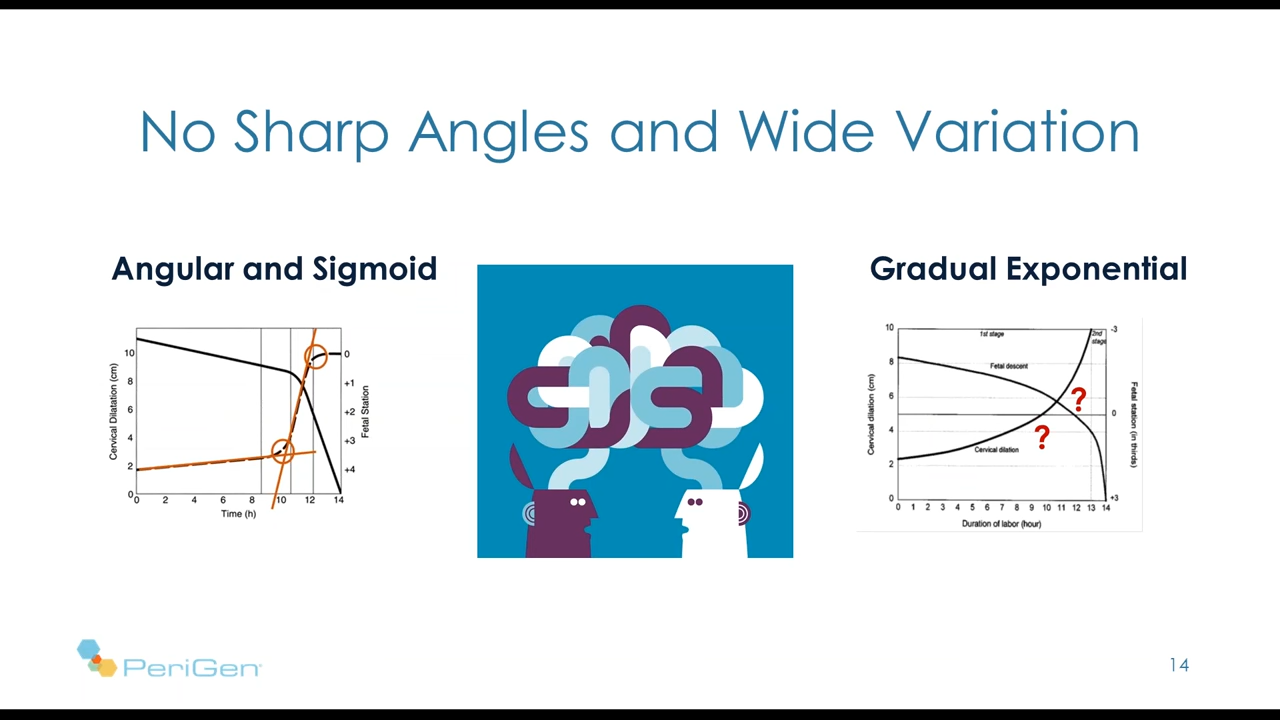 No Sharp Angles and Wide Variation
Angular and Sigmoid
Gradual Exponential
Cervical Dilatation (cm)
10
8
6
4
2
0
0
+1
+2
+3
+4
Fetal Station
0 2 4 6 8 10 12 14
Time (h)
Cervical dilation (cm)
10
8
6
4
2
0
1st stage
2nd
stage
Fetal descent
Cervical dilation
?
?
-3
0
+3
Fetal station (in thirds)
0 1 2 3 4 5 6 7 8 9 10 11 12 13 14
Duration of labor (hour)
PeriGen
14